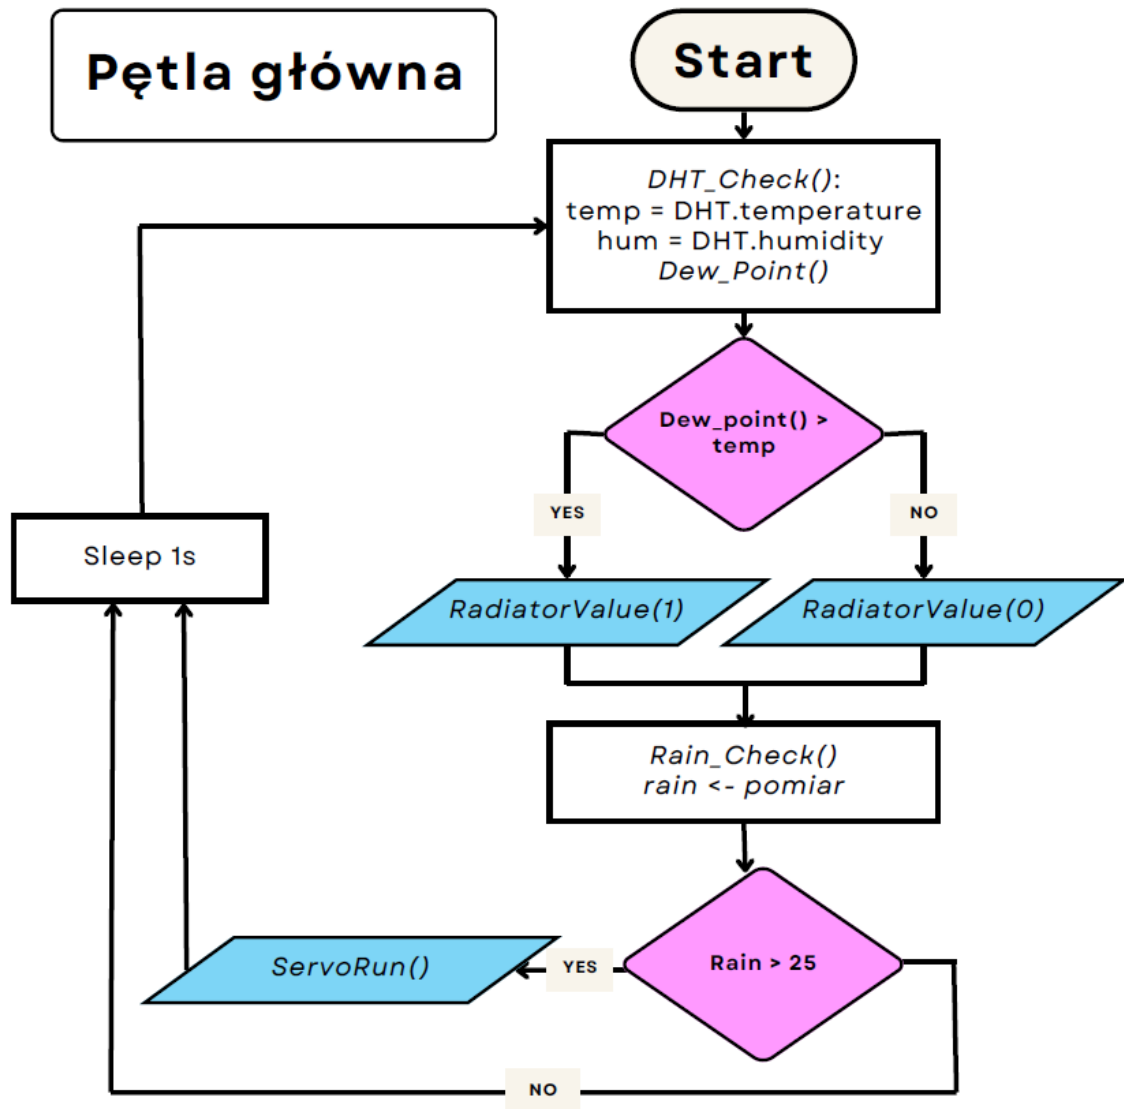 Pętla główna
Start
DHT_Check():
temp = DHT.temperature
hum = DHT.humidity
Dew_Point()
Dew_point() >
temp
YES
NO
Sleep 1s
RadiatorValue(1)
RadiatorValue(0)
Rain_Check()
rain <- pomiar
Rain > 25
YES
ServoRun()
NO